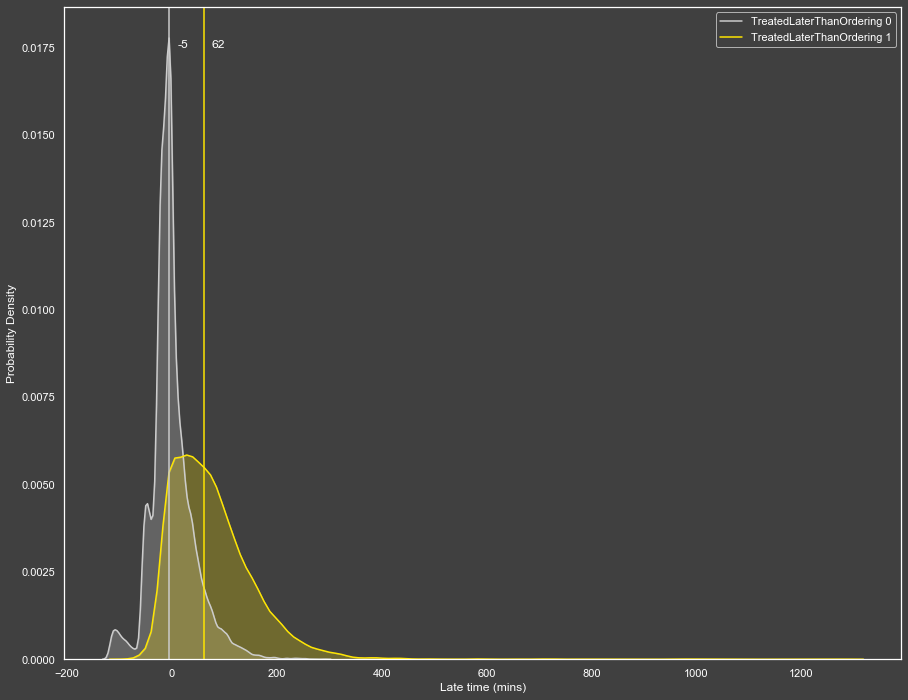 TreatedLaterThanOrdering 0
TreatedLaterThanOrdering 1
-5 62
0.0175
0.0150
0.0125
0.0100
0.0075
0.0050
0.0025
0.0000
Probability Density
−200 0 200 400 600 800 1000 1200
Late time (mins)